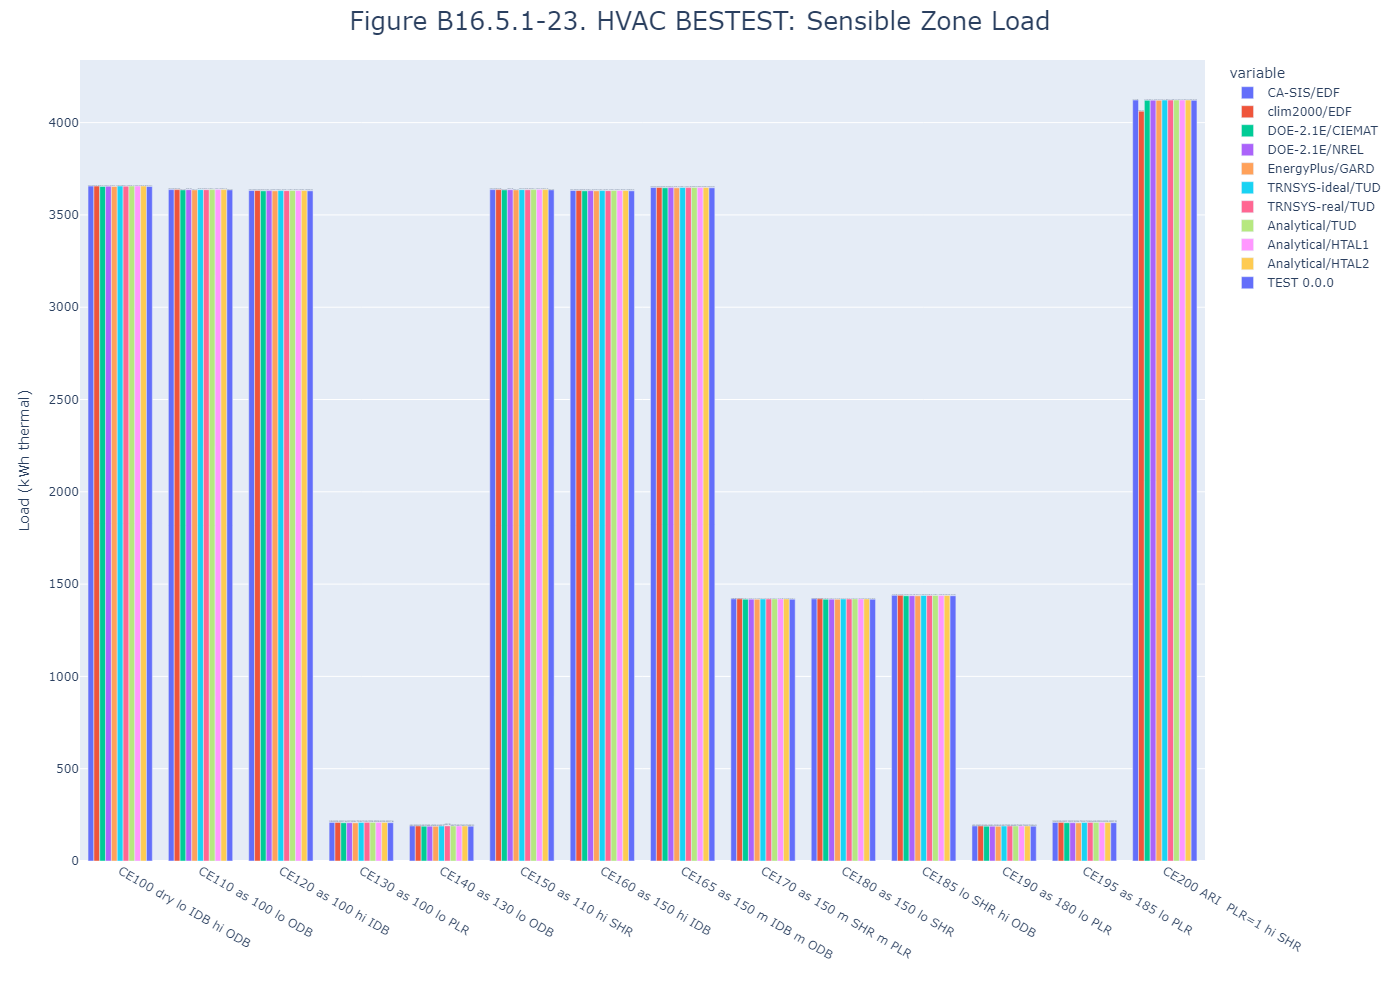 Figure B16.5.1-23. HVAC BESTEST: Sensible Zone Load
variable
CA-SIS/EDF
clim2000/EDF
DOE-2.1E/CIEMAT
DOE-2.1E/NREL
EnergyPlus/GARD
TRNSYS-ideal/TUD
TRNSYS-real/TUD
Analytical/TUD
Analytical/HTAL1
Analytical/HTAL2
TEST 0.0.0
Load (kWh thermal)
4000
3500
3000
2500
2000
1500
1000
500
0
CE100 dry lo IDB hi ODB
CE110 as 100 lo ODB
CE120 as 100 hi IDB
CE130 as 100 lo PLR
CE140 as 130 lo ODB
CE150 as 110 hi SHR
CE160 as 150 hi IDB
CE165 as 150 m IDB m ODB
CE170 as 150 m SHR m PLR
CE180 as 150 lo SHR
CE185 lo SHR hi ODB
CE190 as 180 lo PLR
CE195 as 185 lo PLR
CE200 ARI  PLR=1 hi SHR